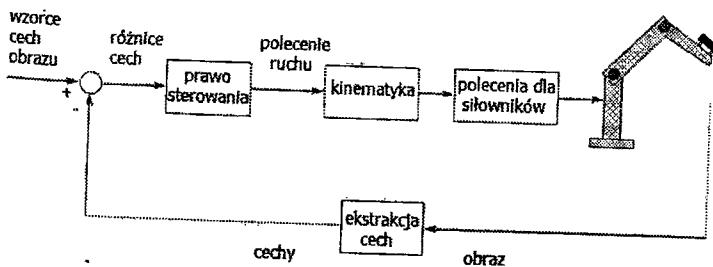 wzorce
cech
obrazu
+
-
różnice
cech
prawo
sterowania
polecenie
ruchu
kinematyka
polecenia dla
siłowników
ekstrakcja
cech
cechy
obraz